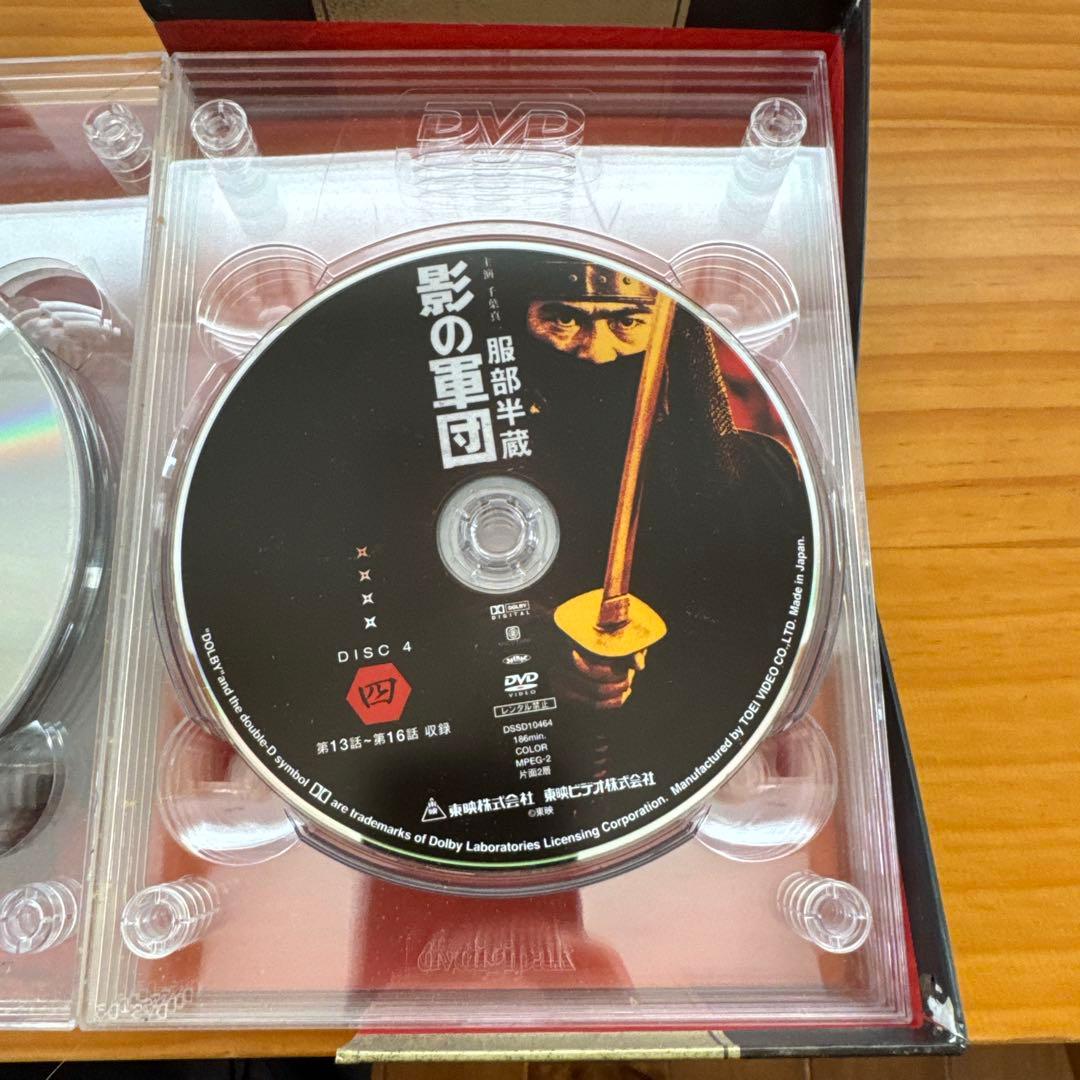 DVD
主演 千葉真一
服部半蔵
影の軍団
DISC 4
四
第13話~第16話 収録
DOLBY
DIGITAL
DVD
VIDEO
レンタル禁止
DSSD10464
186min.
COLOR
MPEG-2
片面2層
東映株式会社 東映ビデオ株式会社
©東映
"DOLBY" and the double-D symbol are trademarks of Dolby Laboratories Licensing Corporation. Manufactured by TOEI VIDEO CO.,LTD. Made in Japan.